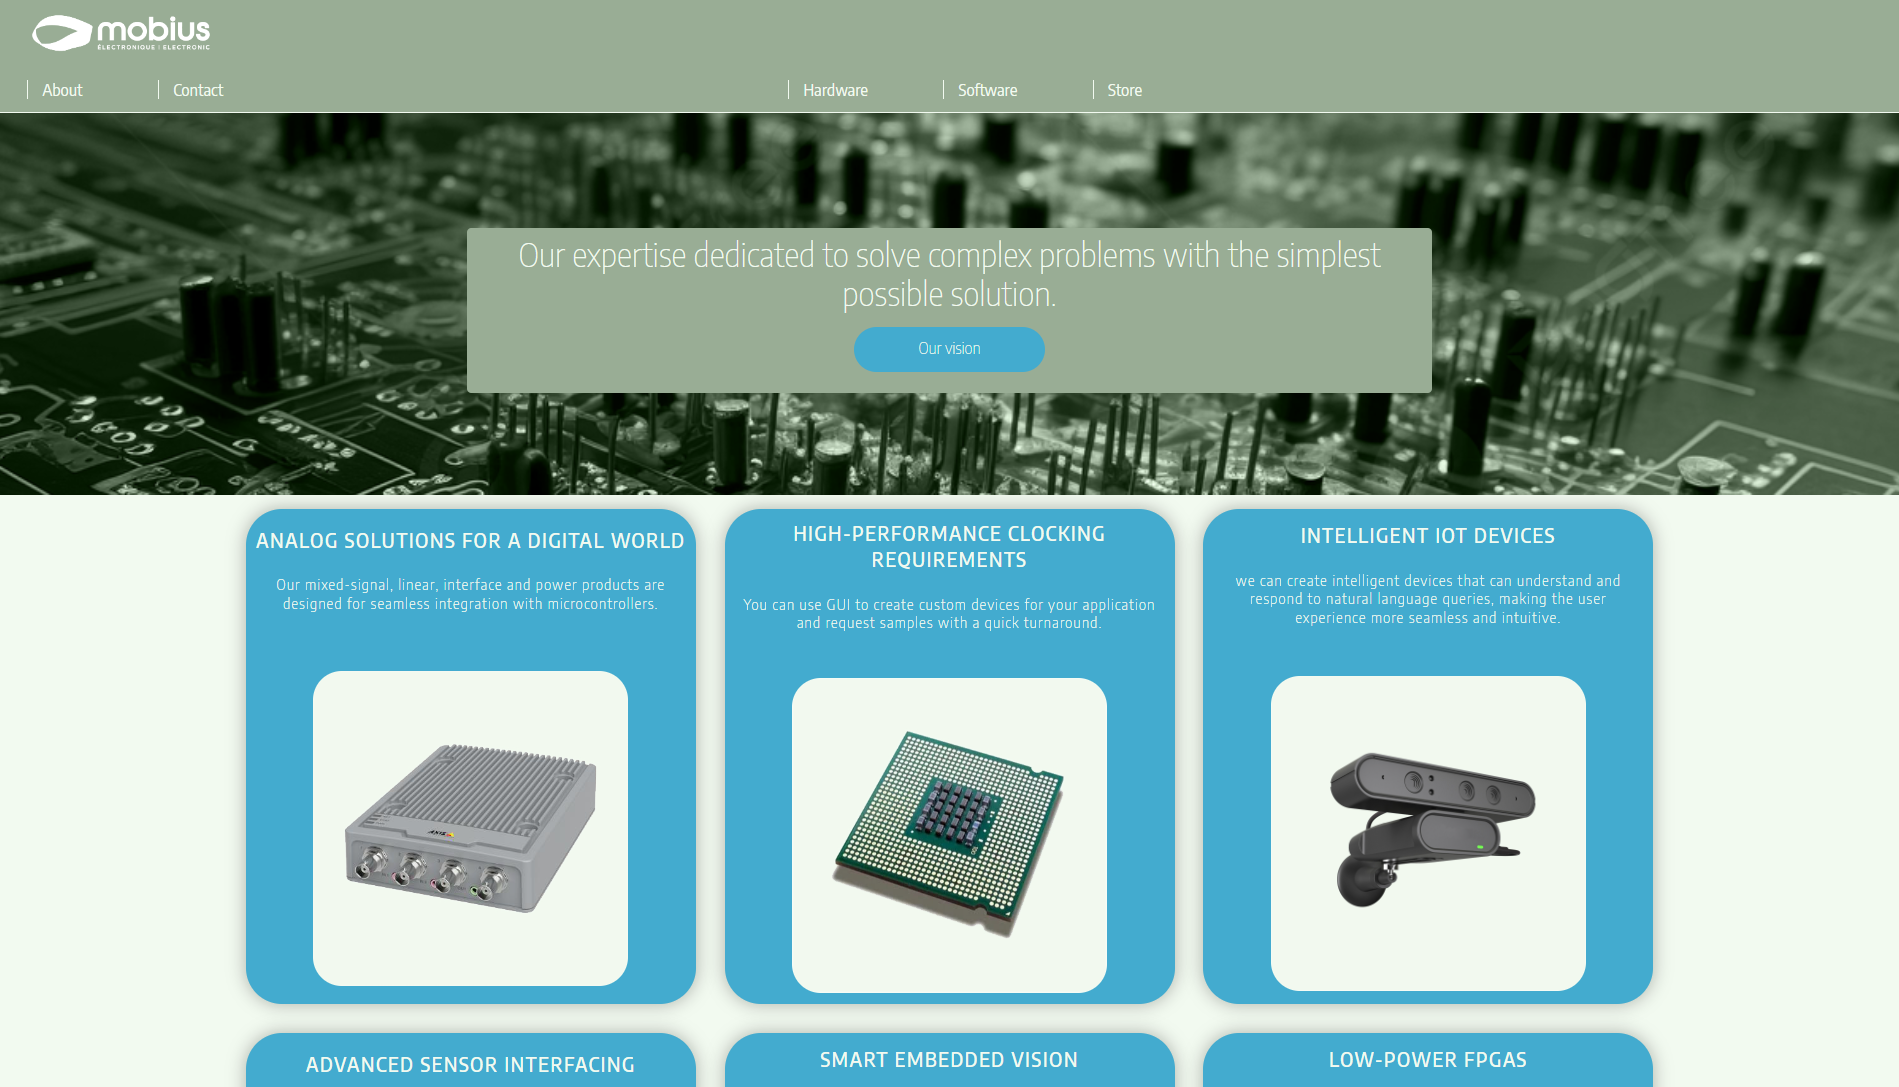 mobius
ÉLECTRONIQUE | ELECTRONIC
About
Contact
Hardware
Software
Store
Our expertise dedicated to solve complex problems with the simplest
possible solution.
Our vision
ANALOG SOLUTIONS FOR A DIGITAL WORLD
Our mixed-signal, linear, interface and power products are
designed for seamless integration with microcontrollers.
HIGH-PERFORMANCE CLOCKING
REQUIREMENTS
You can use GUI to create custom devices for your application
and request samples with a quick turnaround.
INTELLIGENT IOT DEVICES
we can create intelligent devices that can understand and
respond to natural language queries, making the user
experience more seamless and intuitive.
AXIS
ADVANCED SENSOR INTERFACING
SMART EMBEDDED VISION
LOW-POWER FPGAS